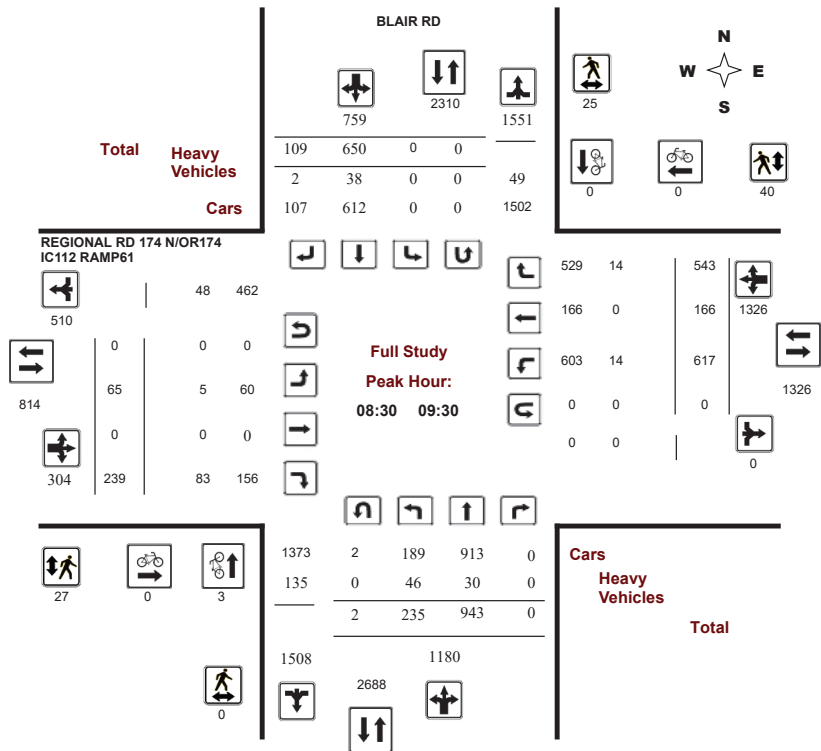 BLAIR RD
N
W E
S
2310
25
759 1551
Total Heavy Vehicles
109 650 0 0
2 38 0 0 49
Cars 107 612 0 0 1502
0 0 40
REGIONAL RD 174 N/OR174
IC112 RAMP61
48 462
510
529 14 543
1326
166 0 166
0 0 0
Full Study
Peak Hour:
08:30 09:30
603 14 617
814
65 5 60
1326
0 0 0
0 0 0
0 0
0
304 239 83 156
1373 2 189 913 0 Cars
135 0 46 30 0 Heavy
Vehicles
2 235 943 0 Total
27 0 3
1508 1180
2688
0